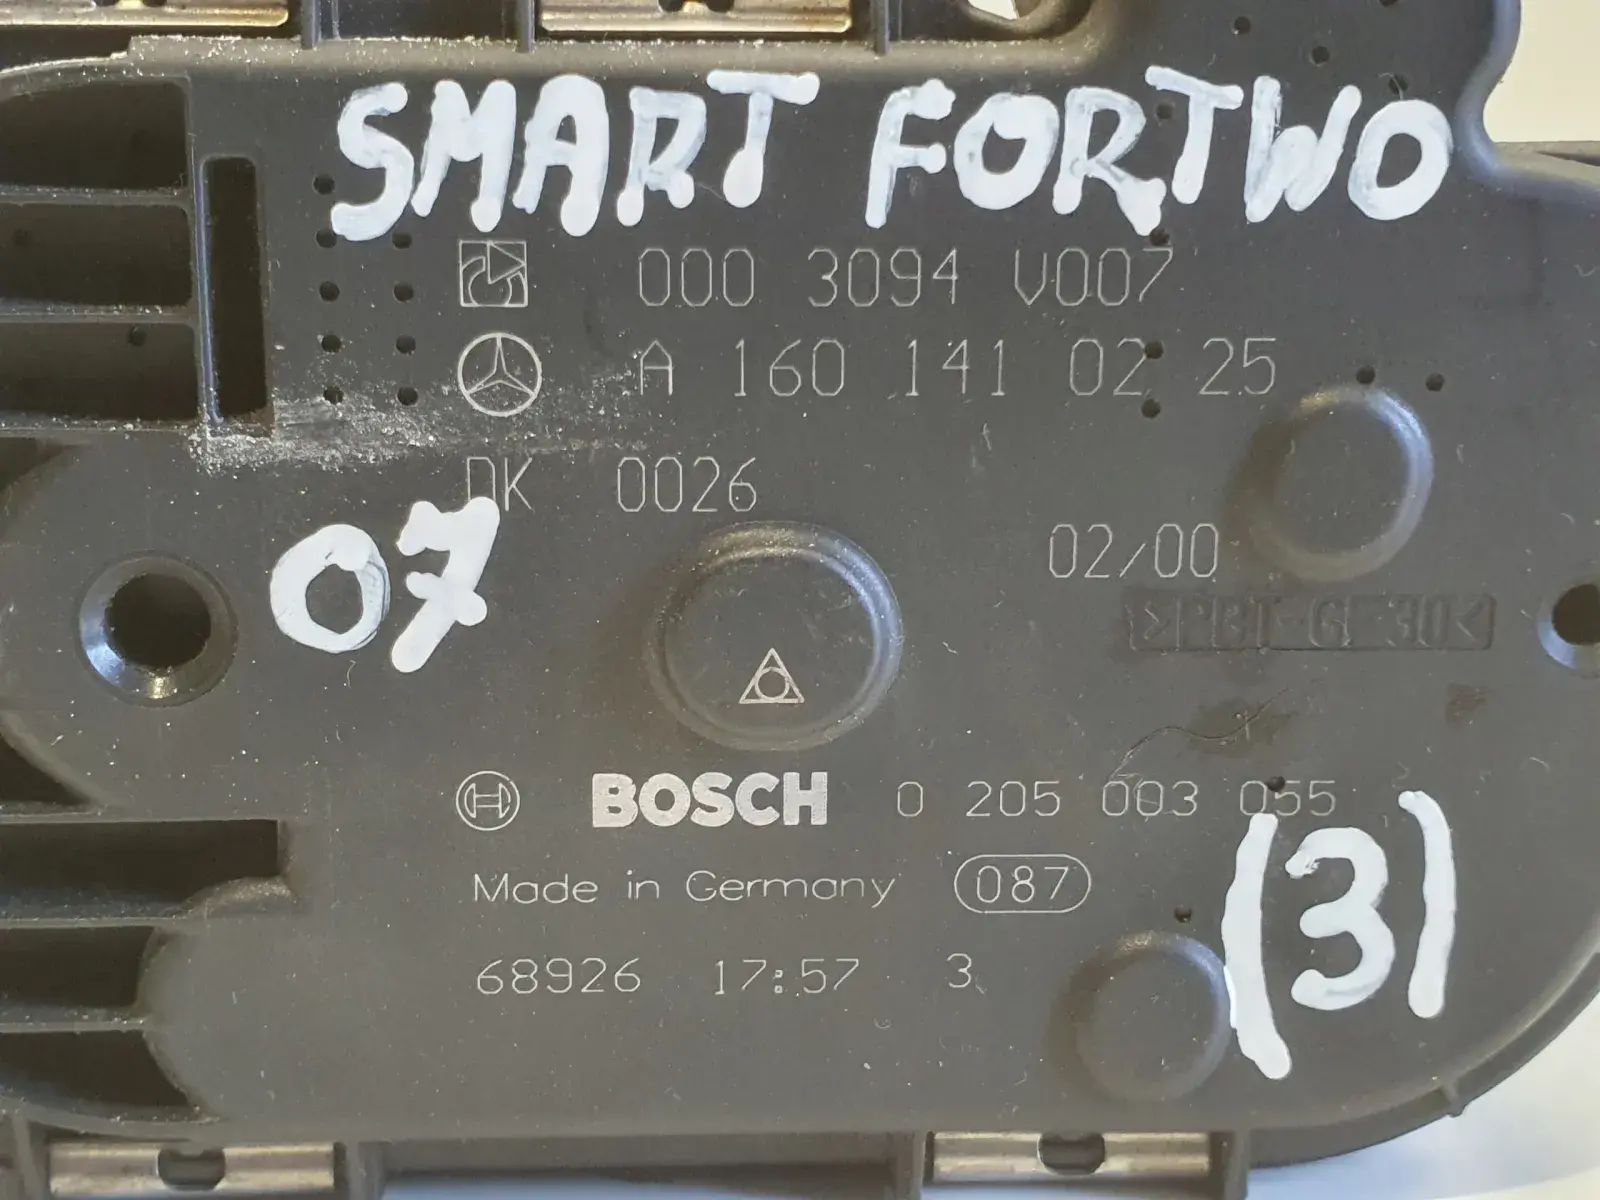 SMART FORTWO
000 3094 V007
A 160 141 02 25
DK 0026
07
02/00
>PBT-GF30<
BOSCH 0 205 003 055
Made in Germany 087
(3)
68926 17:57 3